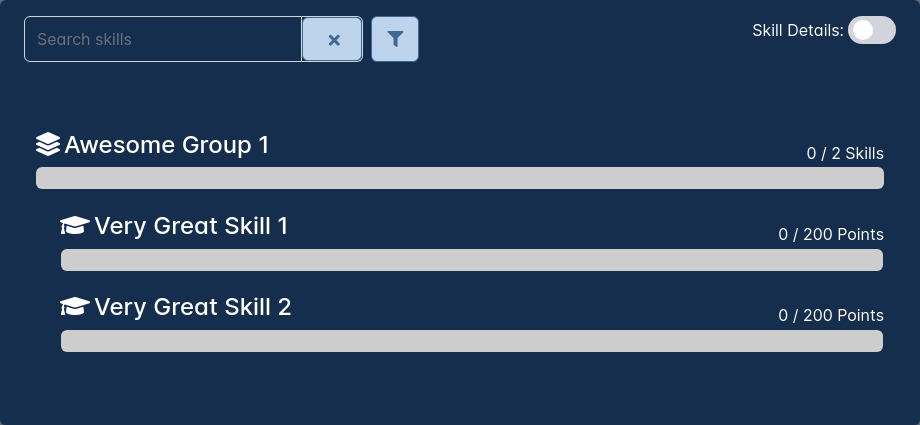 Search skills
Skill Details:
Awesome Group 1
0 / 2 Skills
Very Great Skill 1
0 / 200 Points
Very Great Skill 2
0 / 200 Points